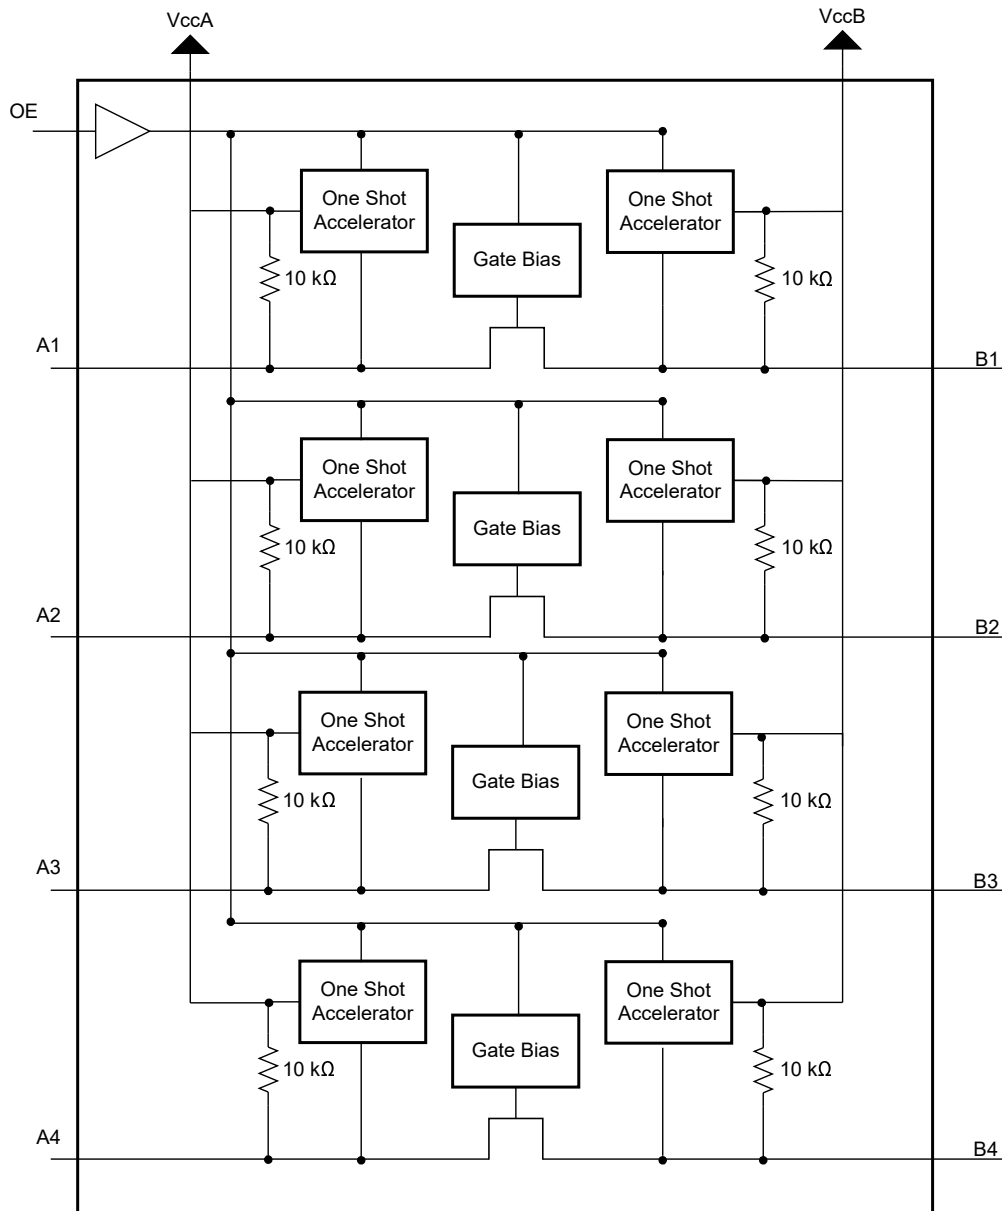 VccA
VccB
OE
One Shot
Accelerator
One Shot
Accelerator
Gate Bias
10 kΩ
10 kΩ
A1
B1
One Shot
Accelerator
One Shot
Accelerator
Gate Bias
10 kΩ
10 kΩ
A2
B2
One Shot
Accelerator
One Shot
Accelerator
Gate Bias
10 kΩ
10 kΩ
A3
B3
One Shot
Accelerator
One Shot
Accelerator
Gate Bias
10 kΩ
10 kΩ
A4
B4